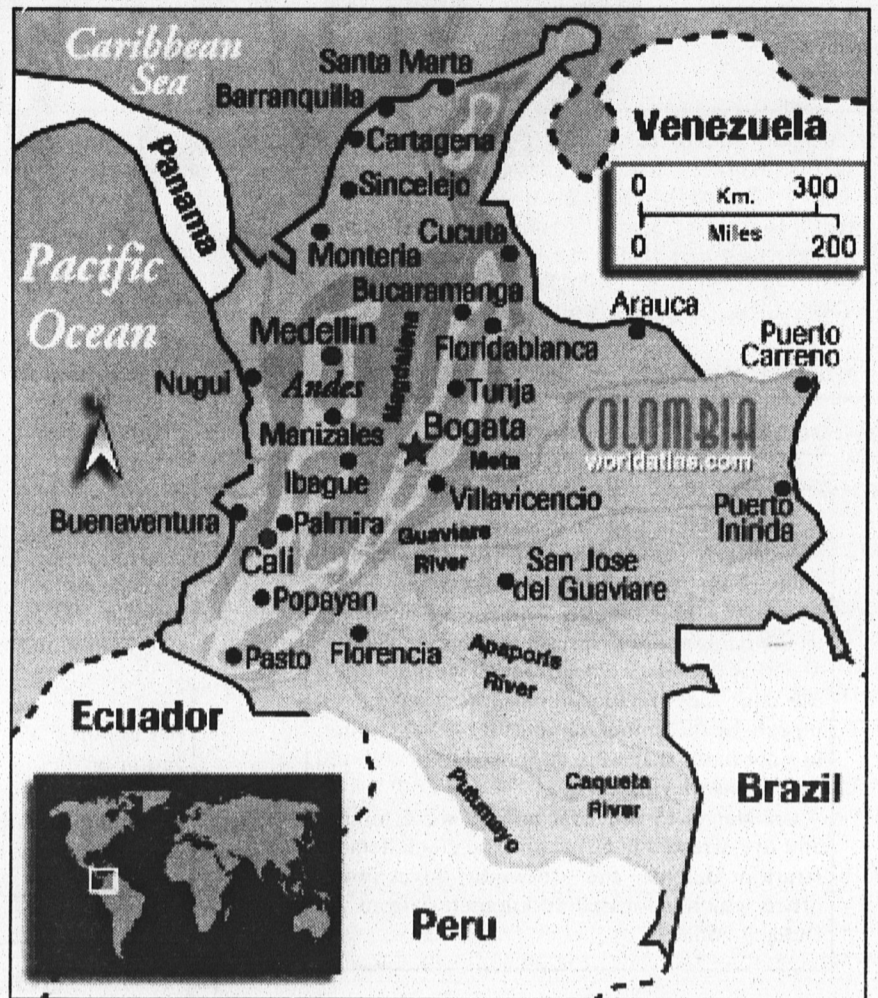 Caribbean
Sea
Santa Marta
Barranquilla
Cartagena
Venezuela
Panama
Sincelejo
0 Km. 300
0 Miles 200
Monteria
Cucuta
Pacific
Ocean
Bucaramanga
Arauca
Medellin
Magdalena
Floridablanca
Puerto
Carreno
Nugui
Andes
Tunja
COLOMBIA
worldatlas.com
Manizales
Bogata
Meta
Ibague
Villavicencio
Puerto
Inirida
Buenaventura
Palmira
Guaviare
River
Cali
San Jose
del Guaviare
Popayan
Pasto
Florencia
Apaporis
River
Ecuador
Putumayo
Caqueta
River
Brazil
Peru